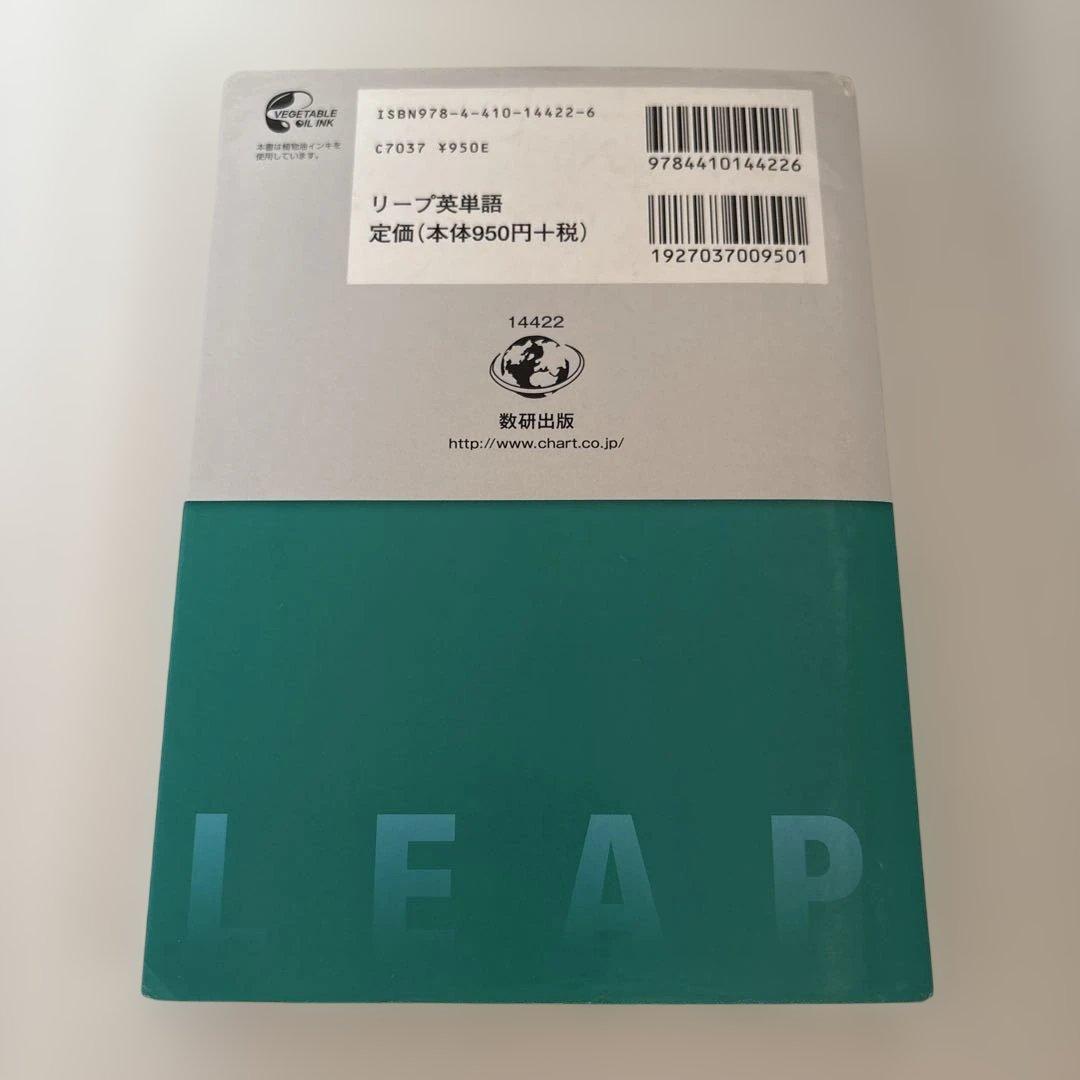 VEGETABLE
OIL INK
本書は植物油インキを
使用しています。
ISBN978-4-410-14422-6
C7037 ¥950E
リープ英単語
定価(本体950円+税)
9784410144226
1927037009501
14422
数研出版
http://www.chart.co.jp/
LEAP